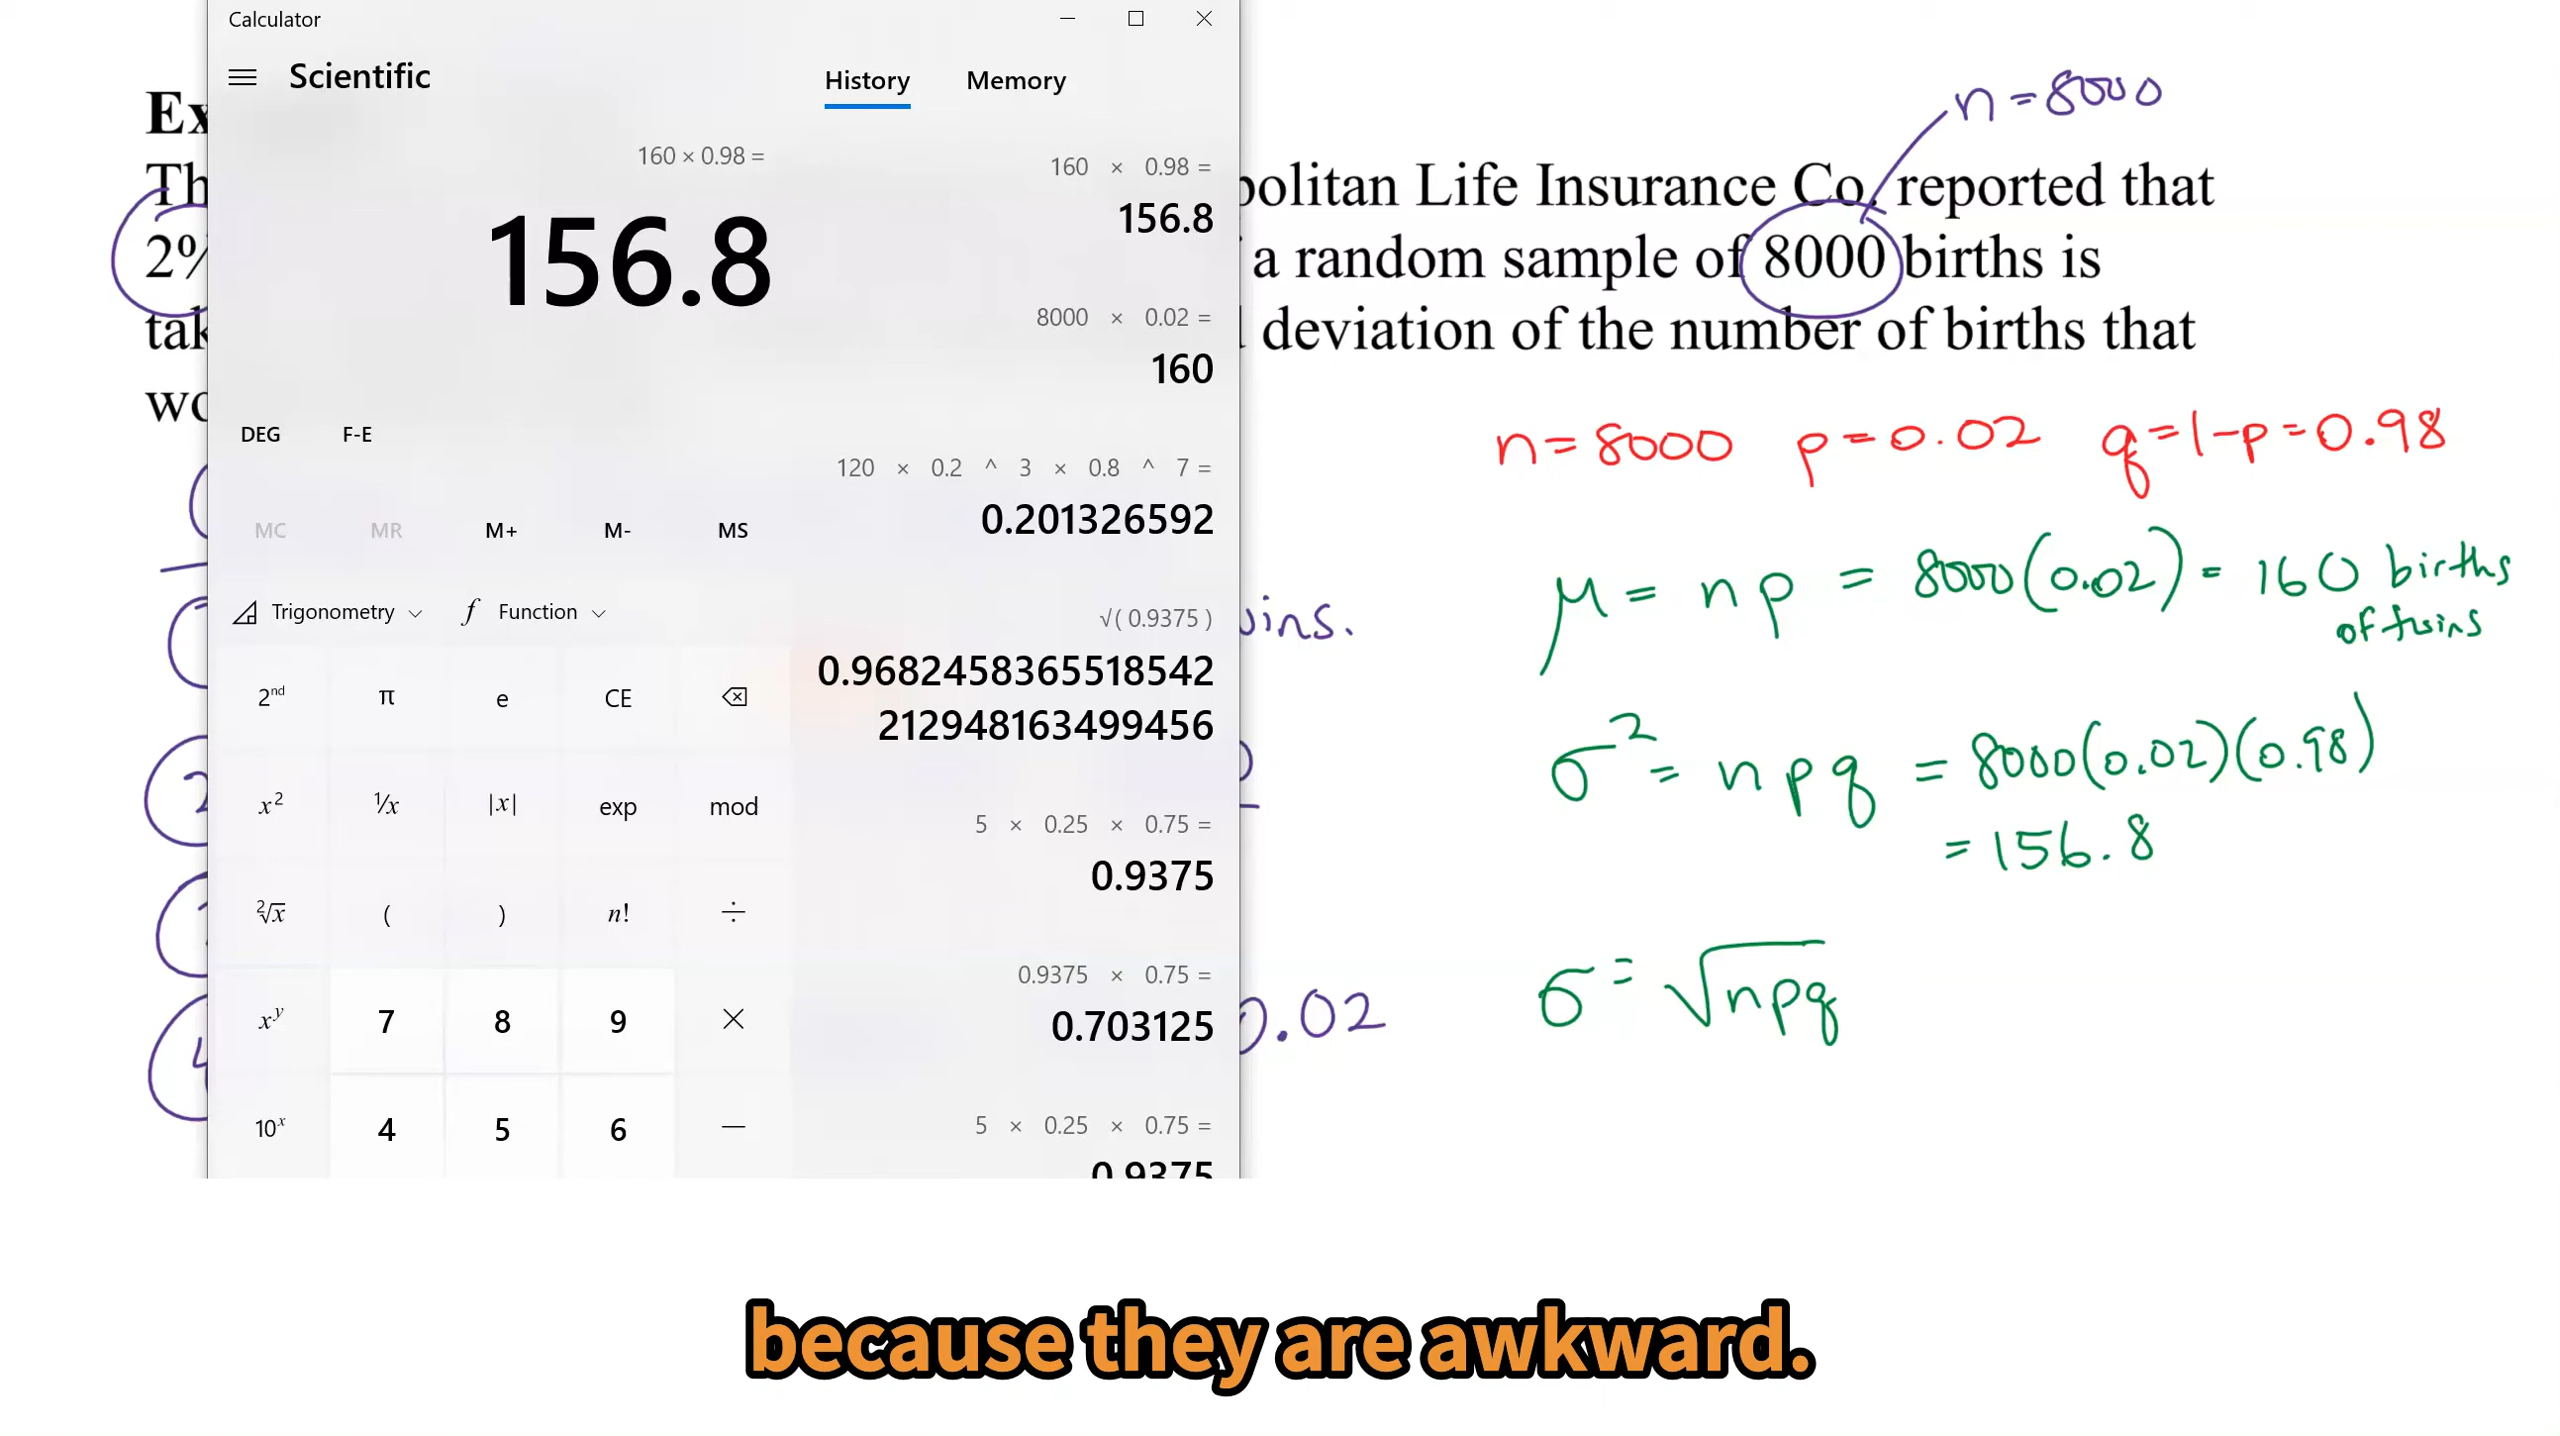 Calculator
Scientific
History
Memory
160 × 0.98 =
156.8
DEG
F-E
MC
MR
M+
M-
MS
Trigonometry
f Function
2nd
π
e
CE
x²
¹/x
|x|
exp
mod
²√x
(
)
n!
÷
xʸ
7
8
9
×
10ˣ
4
5
6
−
160 × 0.98 =
156.8
8000 × 0.02 =
160
120 × 0.2 ^ 3 × 0.8 ^ 7 =
0.201326592
√( 0.9375 )
0.9682458365518542
212948163499456
5 × 0.25 × 0.75 =
0.9375
0.9375 × 0.75 =
0.703125
5 × 0.25 × 0.75 =
0.9375
n=8000
politan Life Insurance Co. reported that
2%
a random sample of 8000 births is
deviation of the number of births that
n=8000 p=0.02 q=1-p=0.98
μ = np = 8000(0.02) = 160 births
of twins
σ² = npq = 8000(0.02)(0.98)
= 156.8
σ = √npq
0.02
because they are awkward.